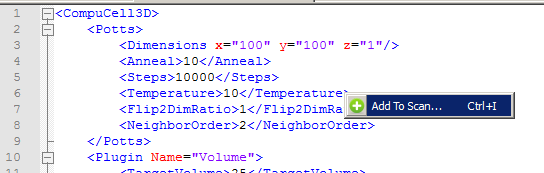 1 <CompuCell3D>
2 <Potts>
3 <Dimensions x="100" y="100" z="1"/>
4 <Anneal>10</Anneal>
5 <Steps>10000</Steps>
6 <Temperature>10</Temperature>
7 <Flip2DimRatio>1</Flip2DimRa Add To Scan... Ctrl+I
8 <NeighborOrder>2</NeighborOrder>
9 </Potts>
10 <Plugin Name="Volume">
11 <TargetVolume>25</TargetVolume>